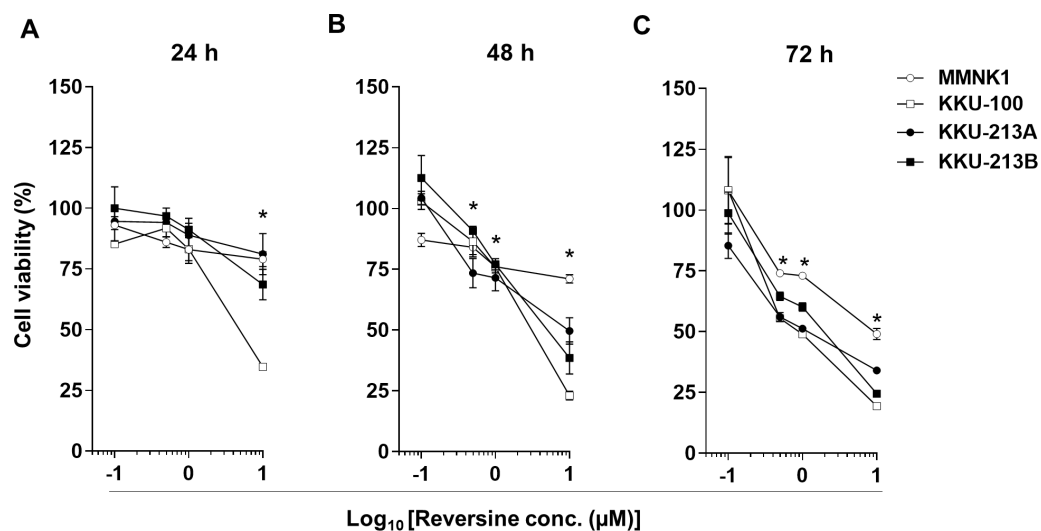 A
B
C
24 h
48 h
72 h
Cell viability (%)
150
125
100
75
50
25
0
-1 0 1
*
150
125
100
75
50
25
0
-1 0 1
* * *
150
125
100
75
50
25
0
-1 0 1
* * *
MMNK1
KKU-100
KKU-213A
KKU-213B
Log10 [Reversine conc. (µM)]